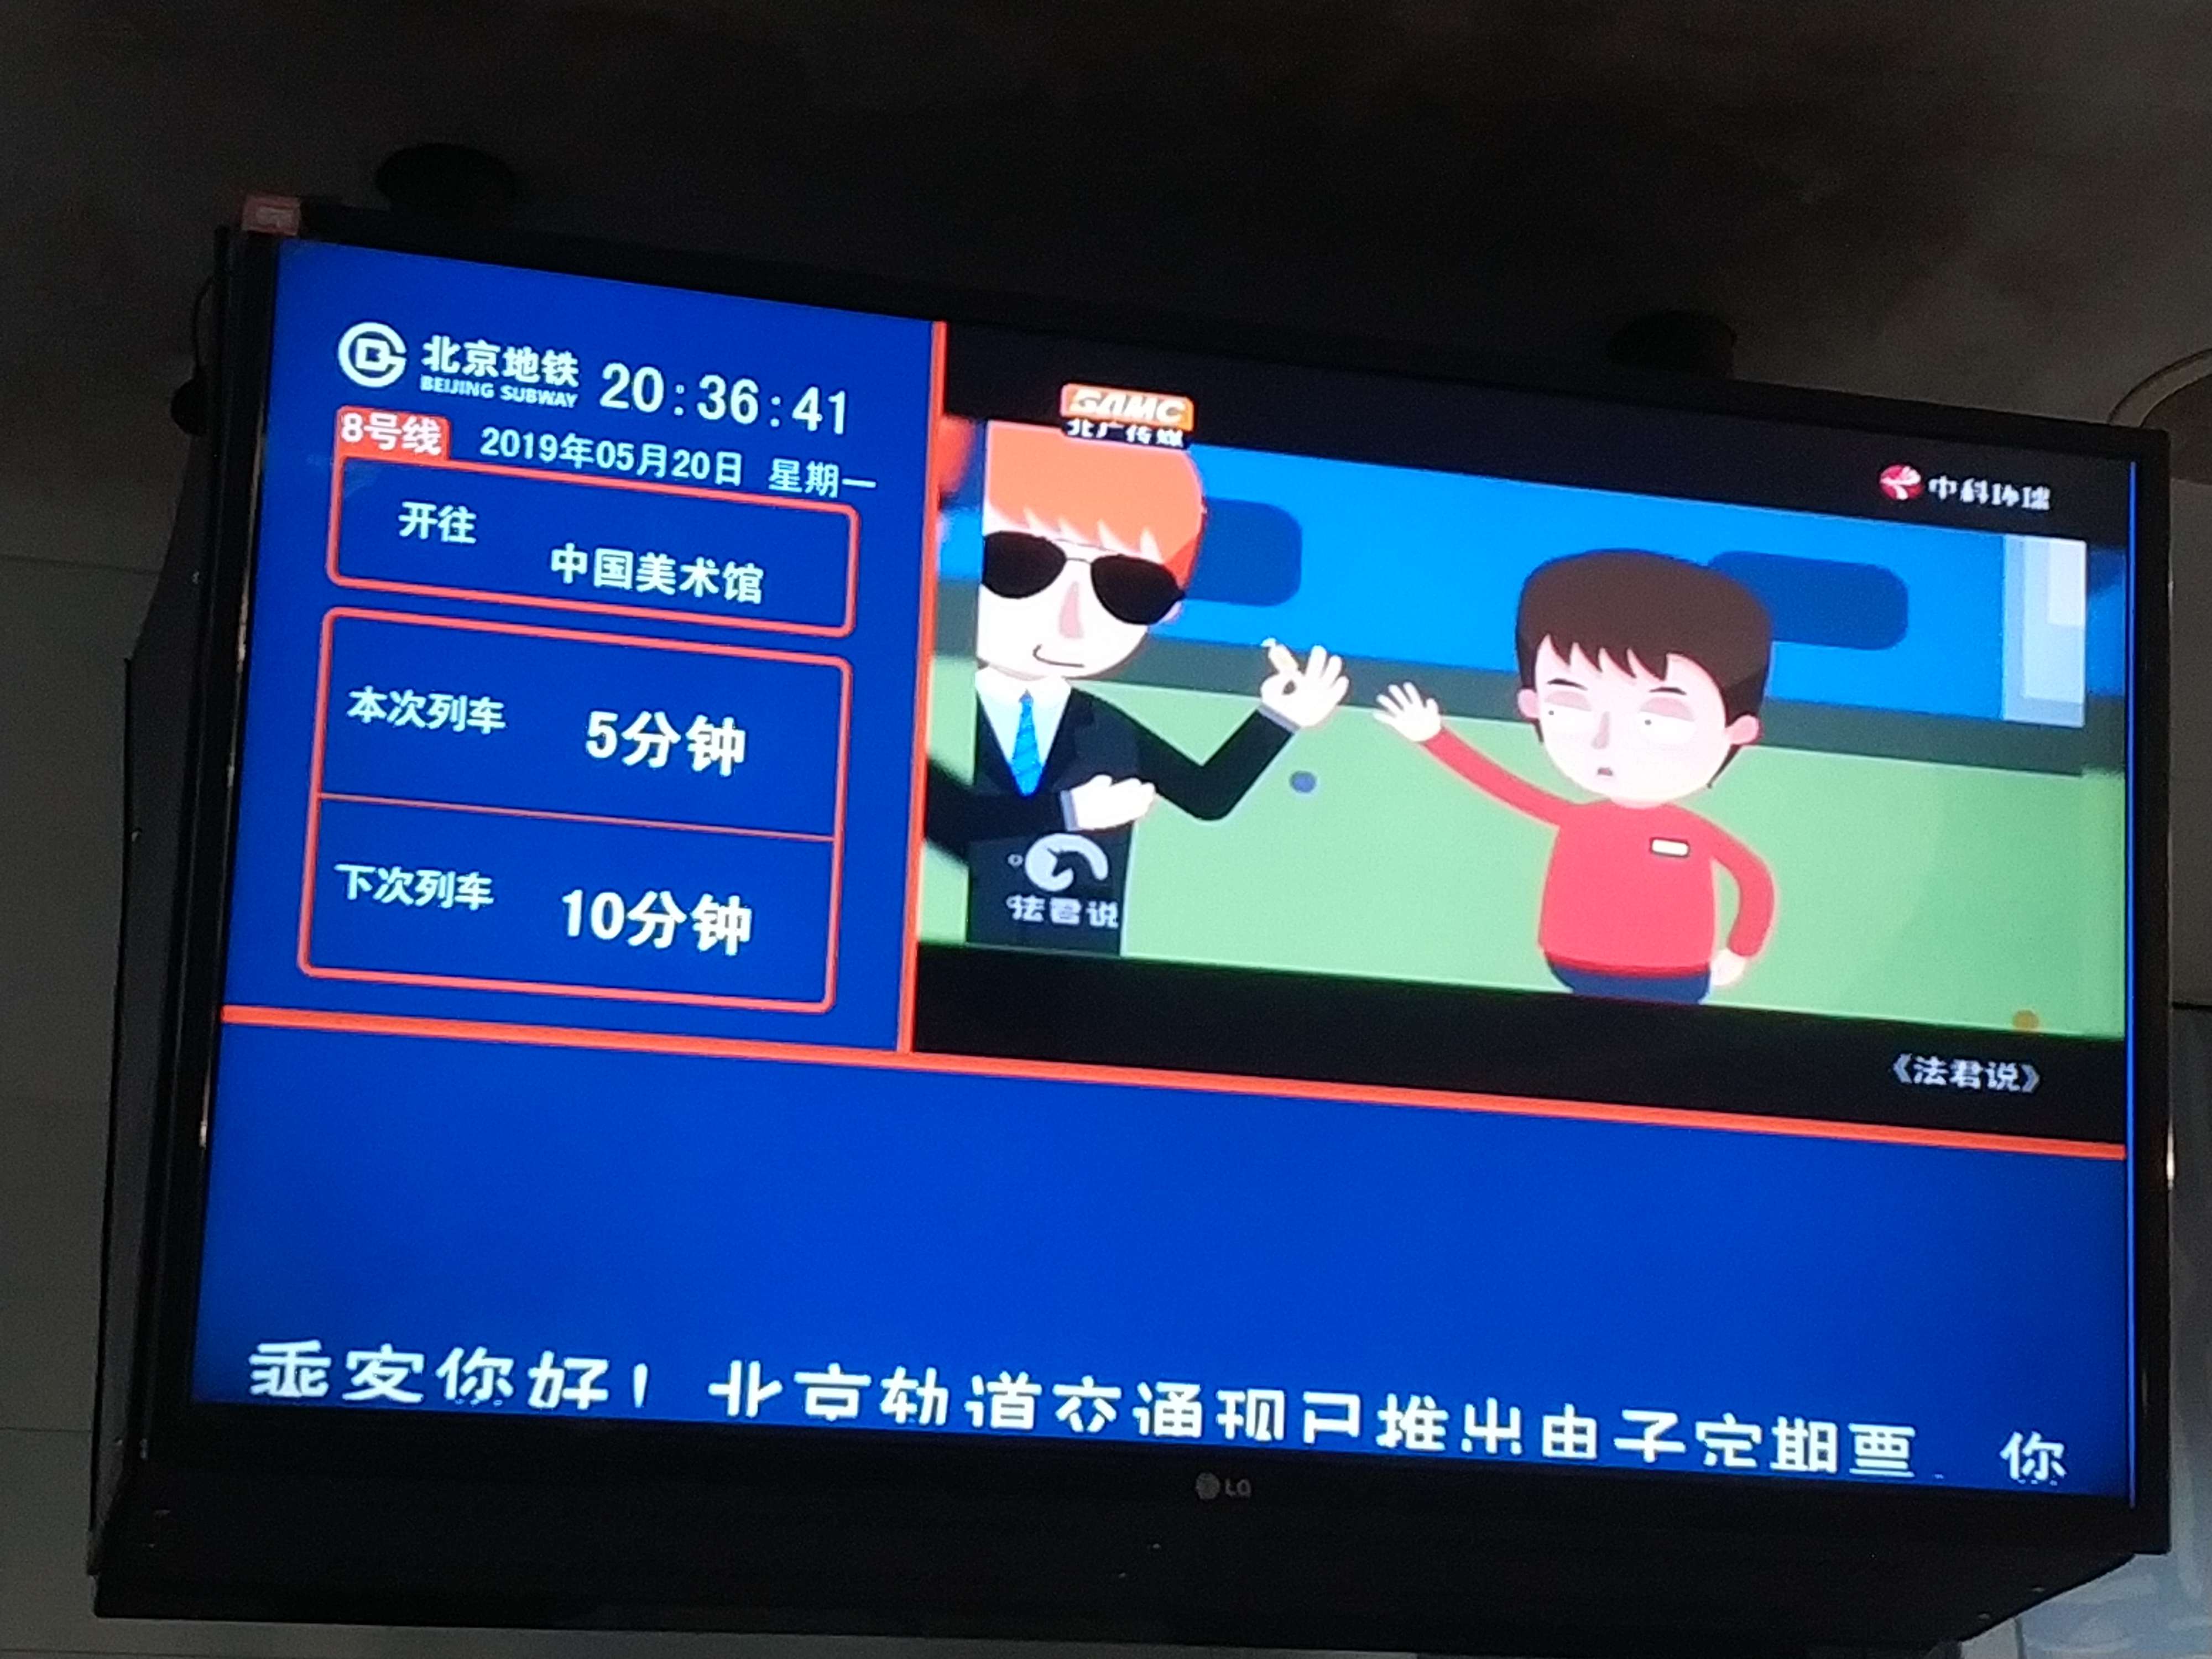 北京地铁 20:36:41
BEIJING SUBWAY
8号线 2019年05月20日 星期一
开往
中国美术馆
本次列车 5分钟
下次列车 10分钟
北广传媒
中科环球
法君说
《法君说》
乘客你好！ 北京轨道交通现已推出电子定期票 你
LG